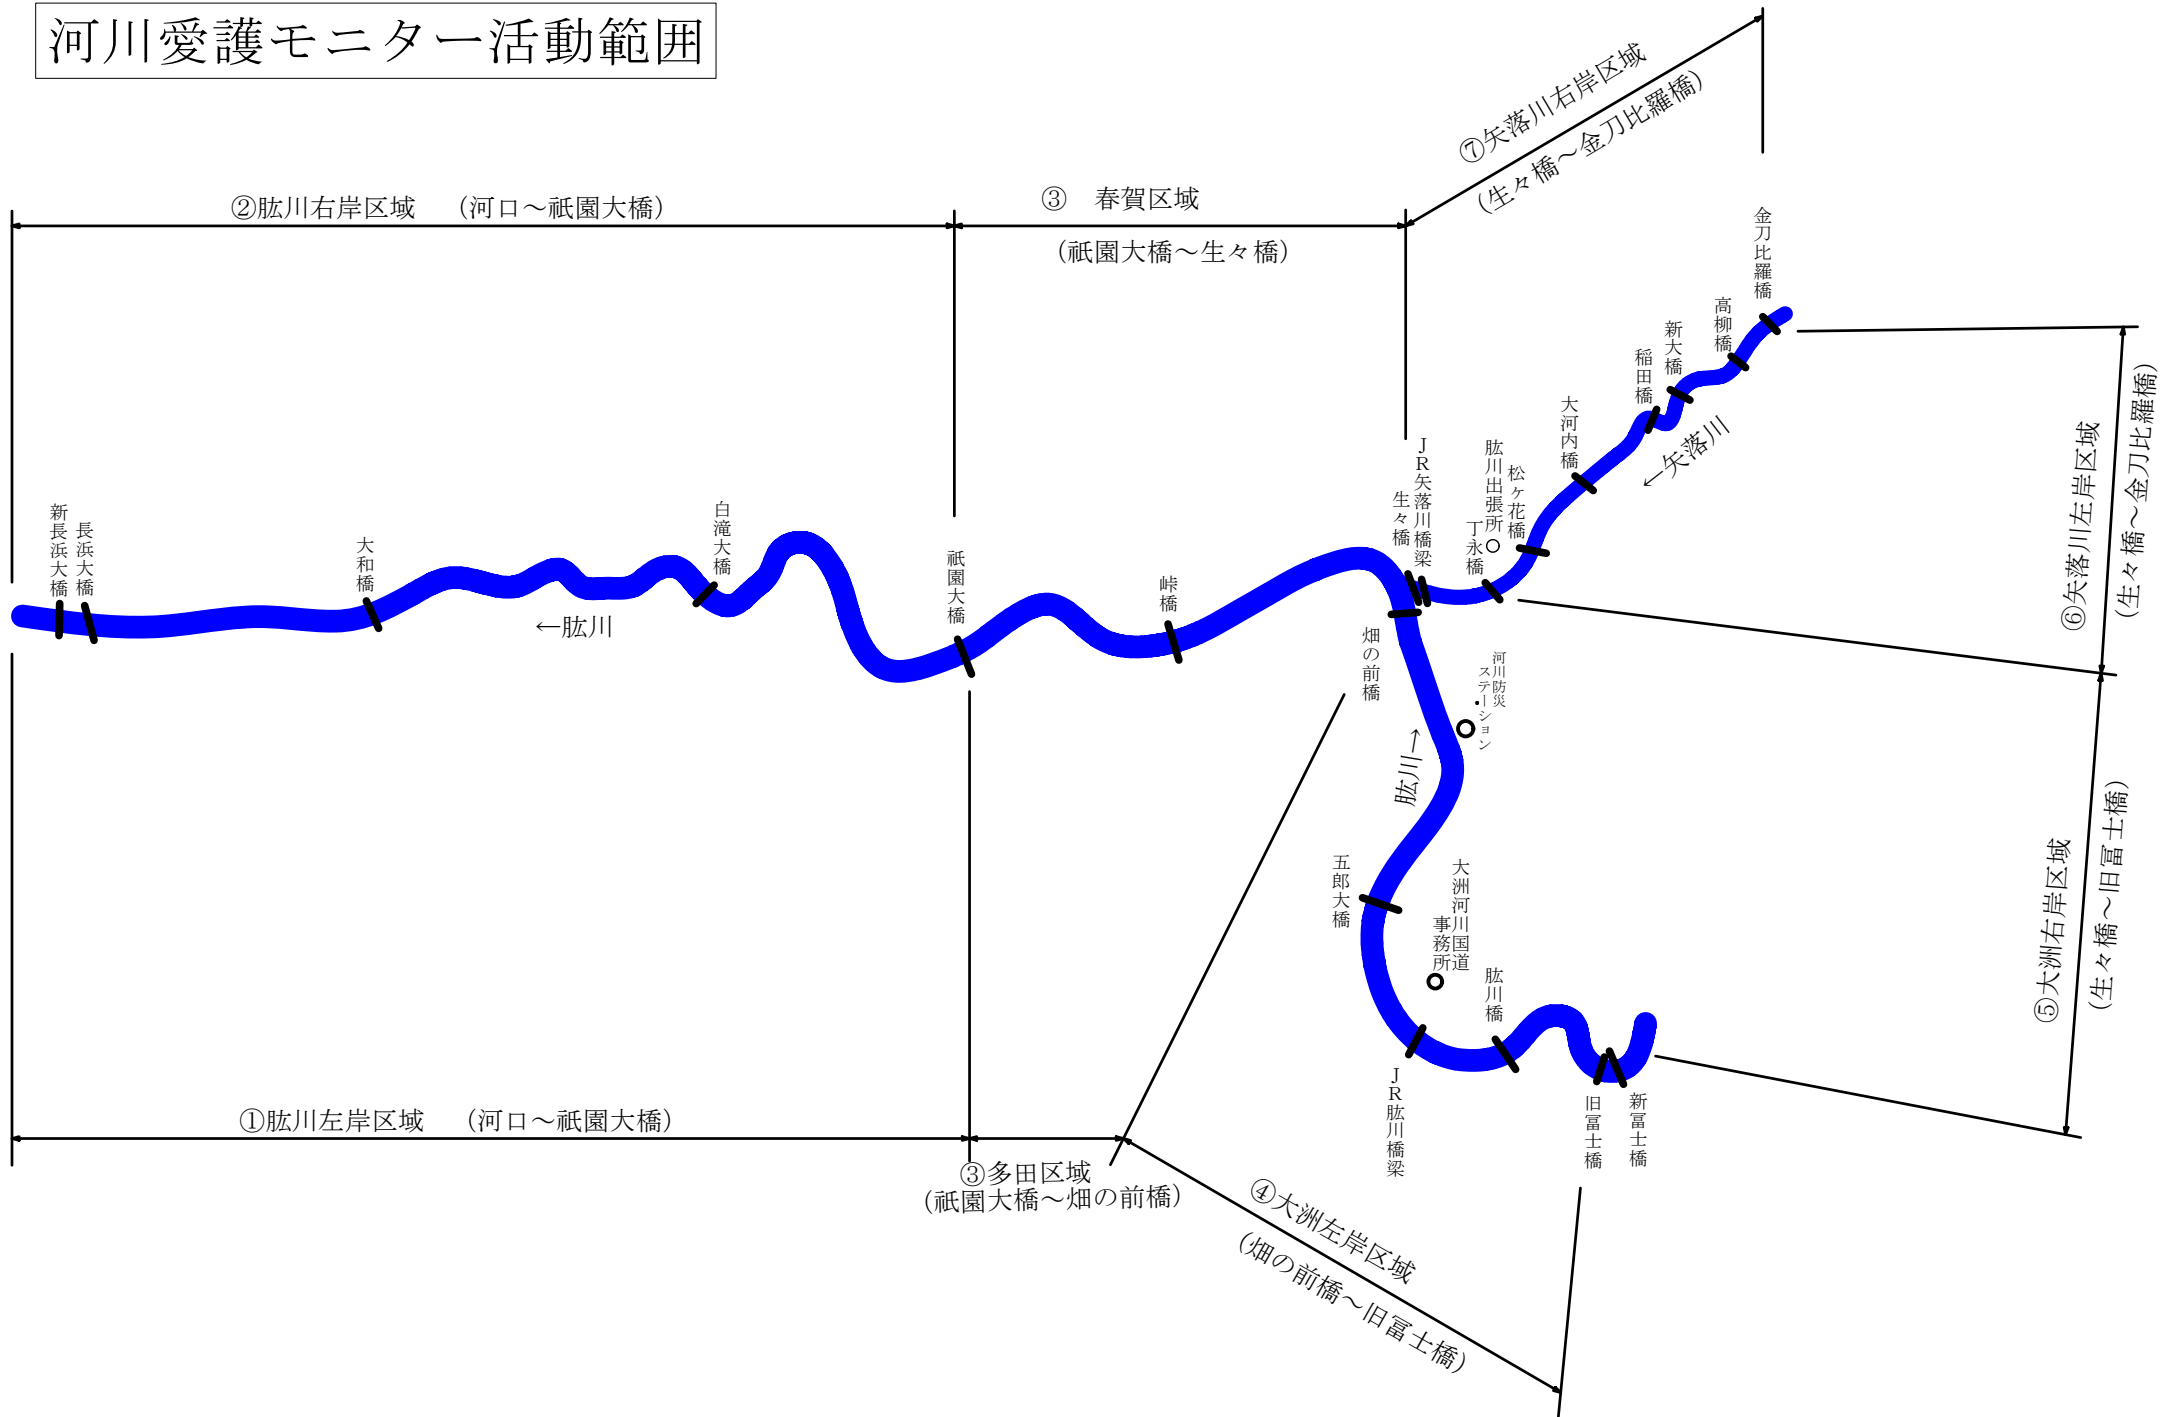 河川愛護モニター活動範囲
⑦矢落川右岸区域
(生々橋～金刀比羅橋)
②肱川右岸区域　(河口～祇園大橋)
③　春賀区域
(祇園大橋～生々橋)
金刀比羅橋
高柳橋
新大橋
稲田橋
大河内橋
←矢落川
松ヶ花橋
肱川出張所
丁永橋
JR矢落川橋梁
生々橋
新長浜大橋
長浜大橋
大和橋
白滝大橋
祇園大橋
峠橋
←肱川
畑の前橋
河川防災
ステーション
肱川→
⑥矢落川左岸区域
(生々橋～金刀比羅橋)
⑤大洲右岸区域
(生々橋～旧冨士橋)
五郎大橋
大洲河川国道
事務所
肱川橋
JR肱川橋梁
旧冨士橋
新冨士橋
①肱川左岸区域　(河口～祇園大橋)
③多田区域
(祇園大橋～畑の前橋)
④大洲左岸区域
(畑の前橋～旧冨士橋)